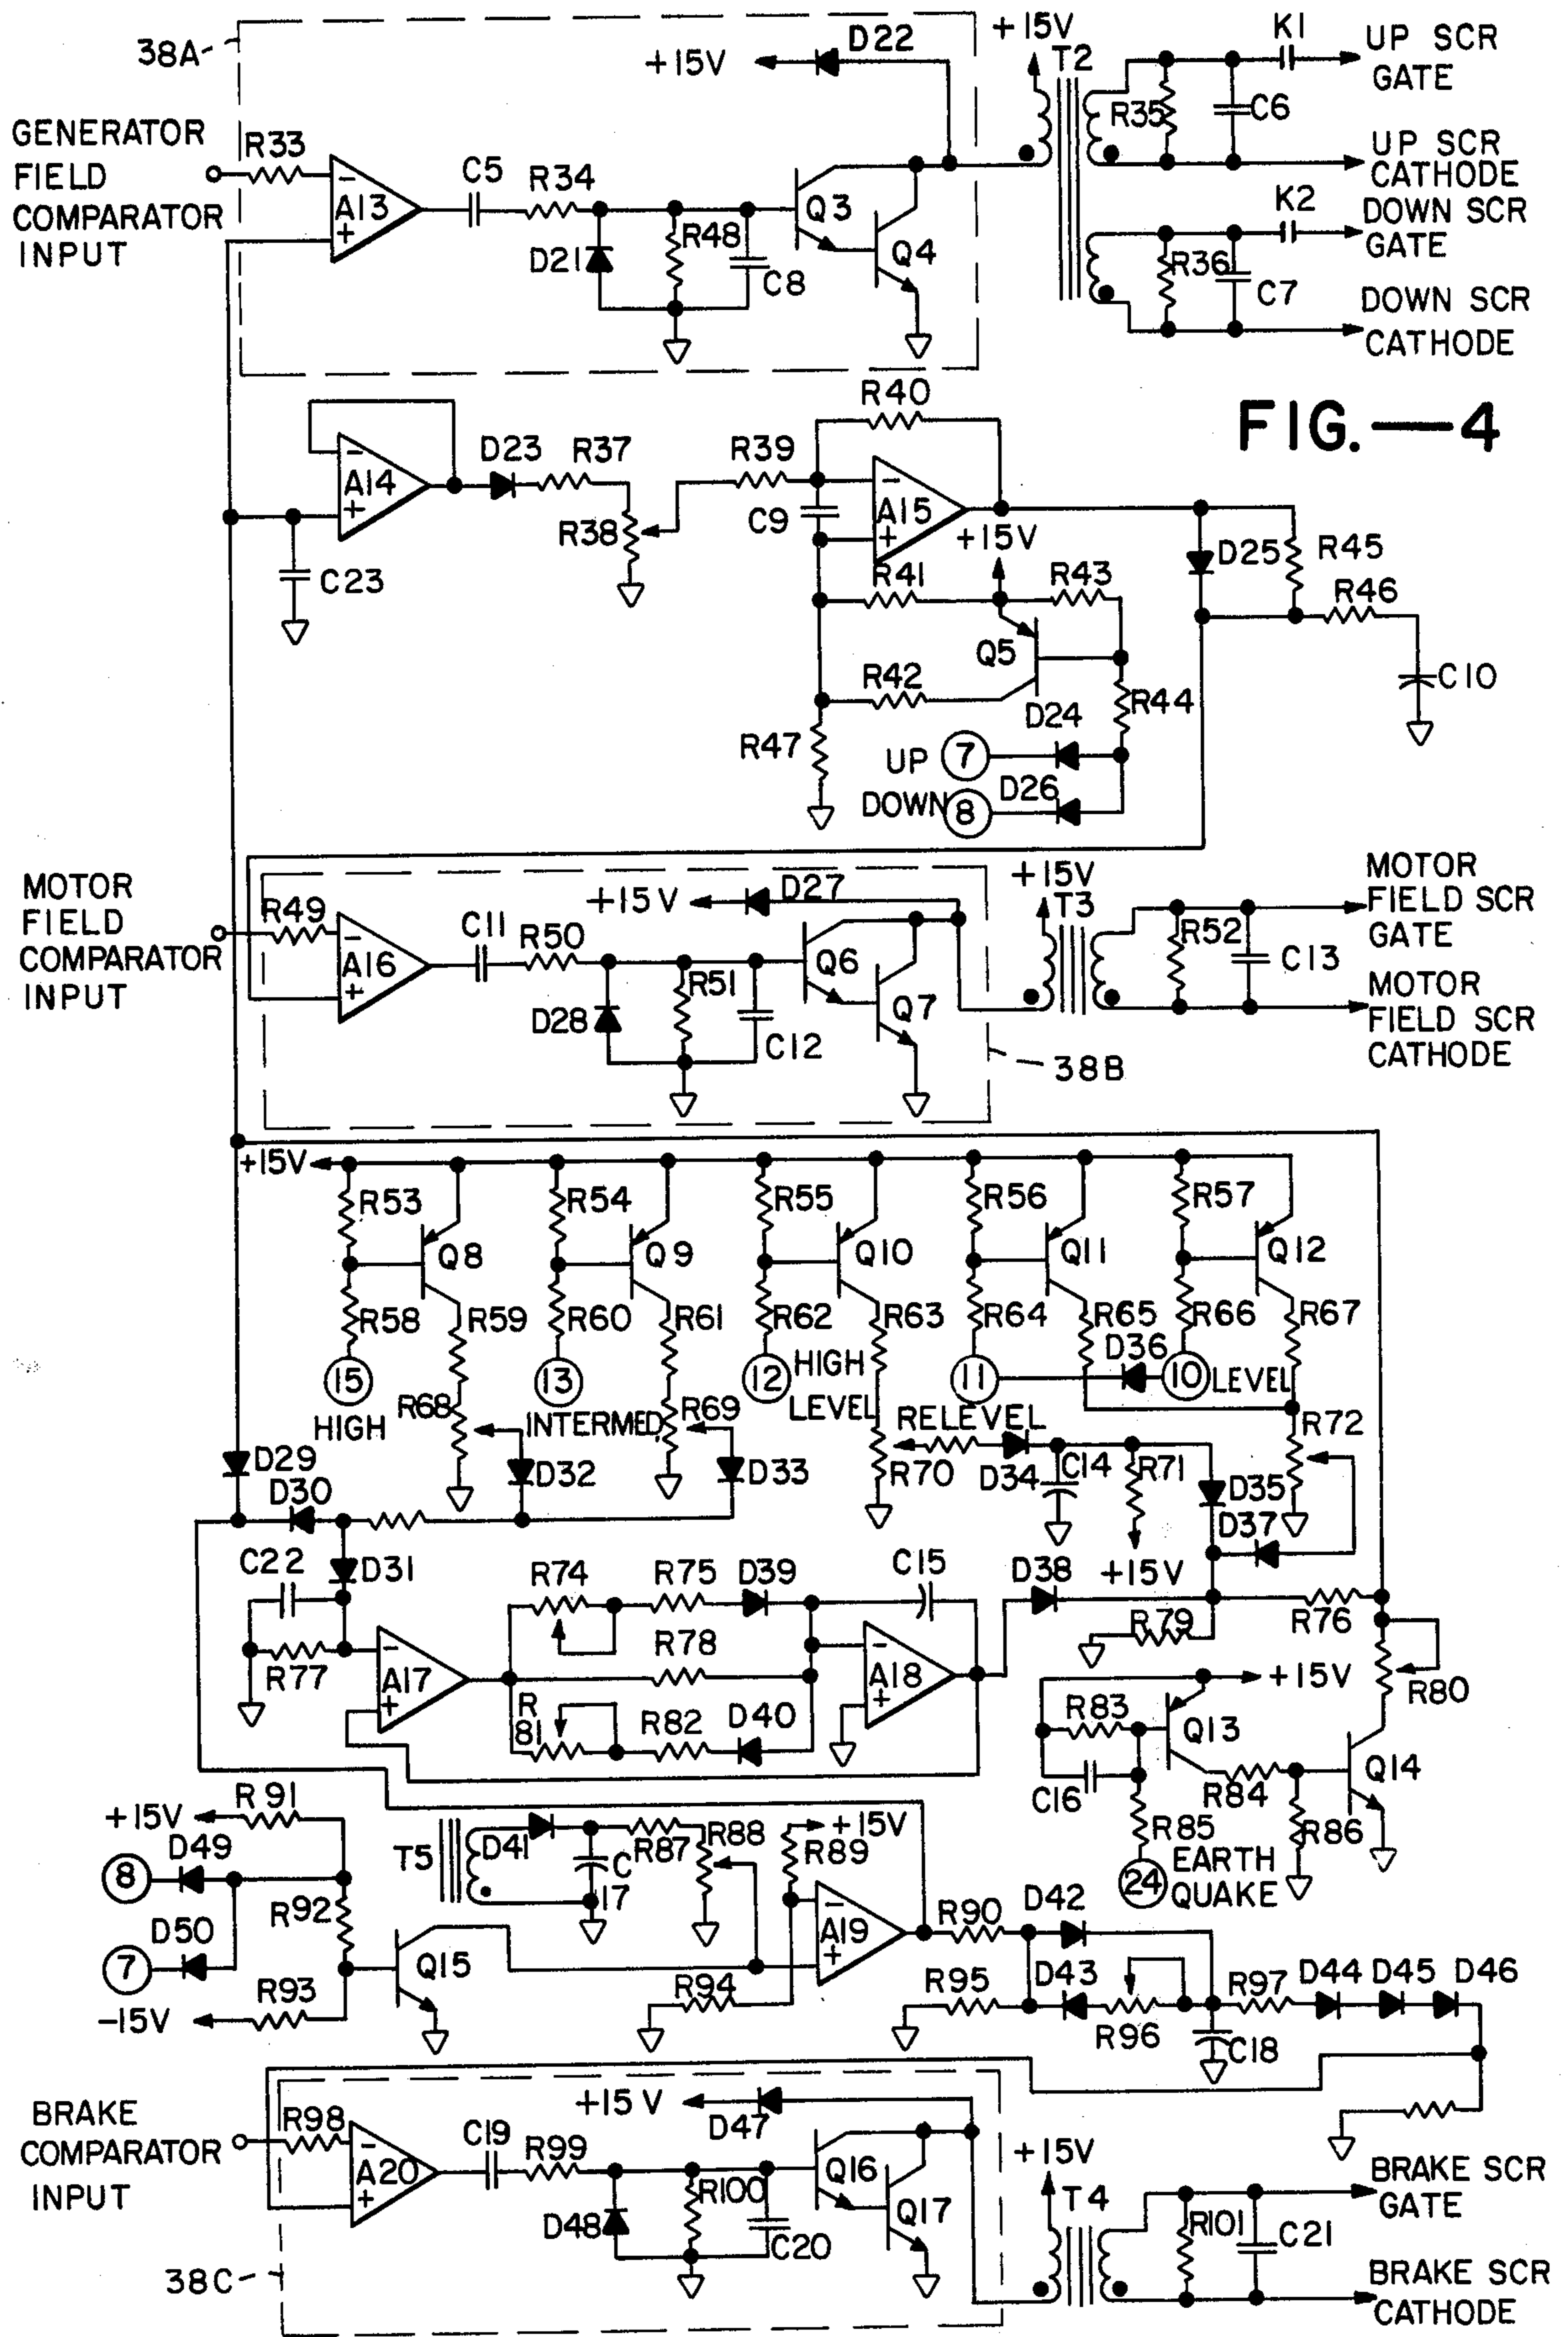 38A
+15V
D22
+15V
T2
K1
UP SCR
GATE
R35
C6
UP SCR
CATHODE
GENERATOR
FIELD
COMPARATOR
INPUT
R33
−
A13
+
C5
R34
D21
R48
C8
Q3
Q4
K2
DOWN SCR
GATE
R36
C7
DOWN SCR
CATHODE
FIG.—4
−
A14
+
C23
D23
R37
R38
R39
R40
C9
−
A15
+
+15V
R41
R43
Q5
R42
R44
R47
D24
UP
7
D26
DOWN
8
D25
R45
R46
C10
MOTOR
FIELD
COMPARATOR
INPUT
R49
−
A16
+
C11
R50
+15V
D27
D28
R51
C12
Q6
Q7
38B
+15V
T3
R52
C13
MOTOR
FIELD SCR
GATE
MOTOR
FIELD SCR
CATHODE
+15V
R53
R54
R55
R56
R57
Q8
Q9
Q10
Q11
Q12
R58
R59
R60
R61
R62
R63
R64
R65
R66
R67
15
HIGH
13
INTERMED.
12
HIGH
LEVEL
11
RELEVEL
D36
10
LEVEL
R68
R69
R70
R72
D29
D30
D32
D33
D34
C14
R71
+15V
D35
D37
C22
D31
R77
−
A17
+
R74
R75
D39
R78
R
81
R82
D40
C15
−
A18
+
D38
R79
R76
R80
+15V
R83
C16
Q13
R84
R85
24
EARTH
QUAKE
R86
Q14
+15V
R91
8
D49
R92
7
D50
−15V
R93
Q15
T5
D41
C
17
R87
R88
+15V
R89
−
A19
+
R94
R90
D42
R95
D43
R96
R97
C18
D44
D45
D46
BRAKE
COMPARATOR
INPUT
R98
−
A20
+
C19
R99
+15V
D47
D48
R100
C20
Q16
Q17
38C
+15V
T4
R101
C21
BRAKE SCR
GATE
BRAKE SCR
CATHODE